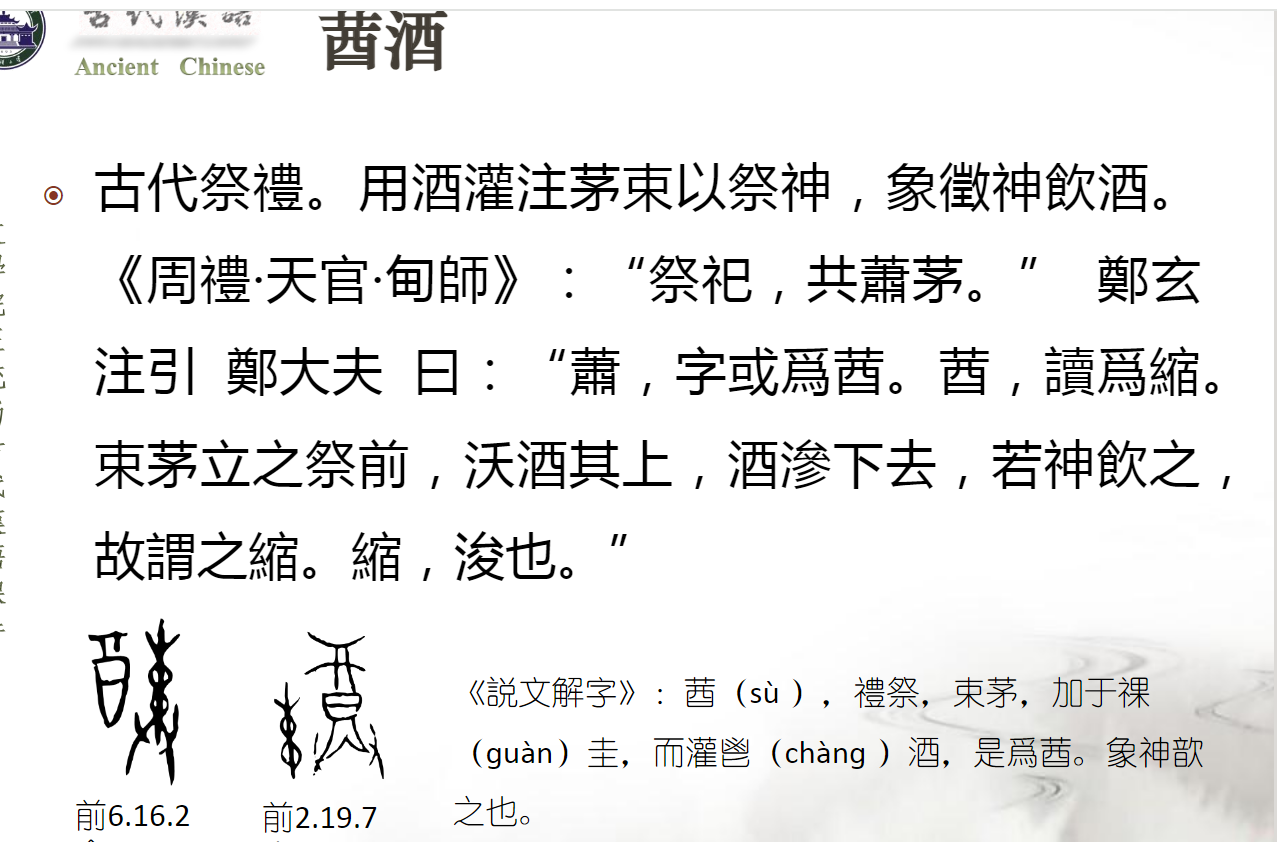 古代漢語
Ancient Chinese
莤酒
古代祭禮。用酒灌注茅束以祭神，象徵神飲酒。
《周禮·天官·甸師》：“祭祀，共蕭茅。” 鄭玄
注引 鄭大夫 曰：“蕭，字或爲莤。莤，讀爲縮。
束茅立之祭前，沃酒其上，酒滲下去，若神飲之，
故謂之縮。縮，浚也。”
《説文解字》：莤（sù ），禮祭，束茅，加于祼
（guàn）圭，而灌鬯（chàng ）酒，是爲莤。象神歆
之也。
前6.16.2
前2.19.7